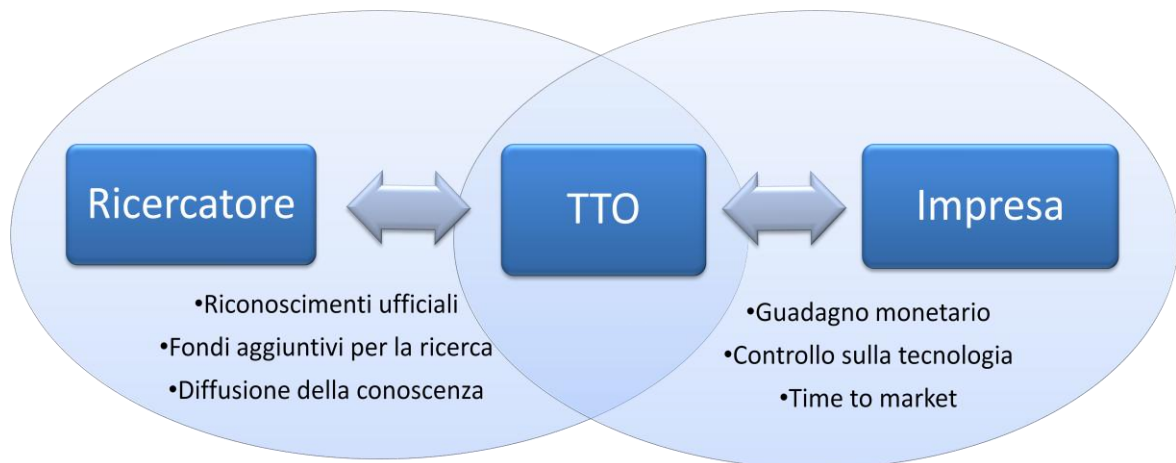 Ricercatore
TTO
Impresa
•Riconoscimenti ufficiali
•Fondi aggiuntivi per la ricerca
•Diffusione della conoscenza
•Guadagno monetario
•Controllo sulla tecnologia
•Time to market